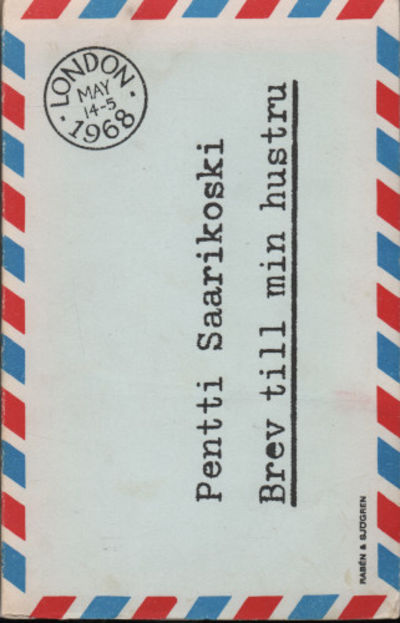 LONDON
MAY
14-5
1968
Pentti Saarikoski
Brev till min hustru
RABÉN & SJÖGREN